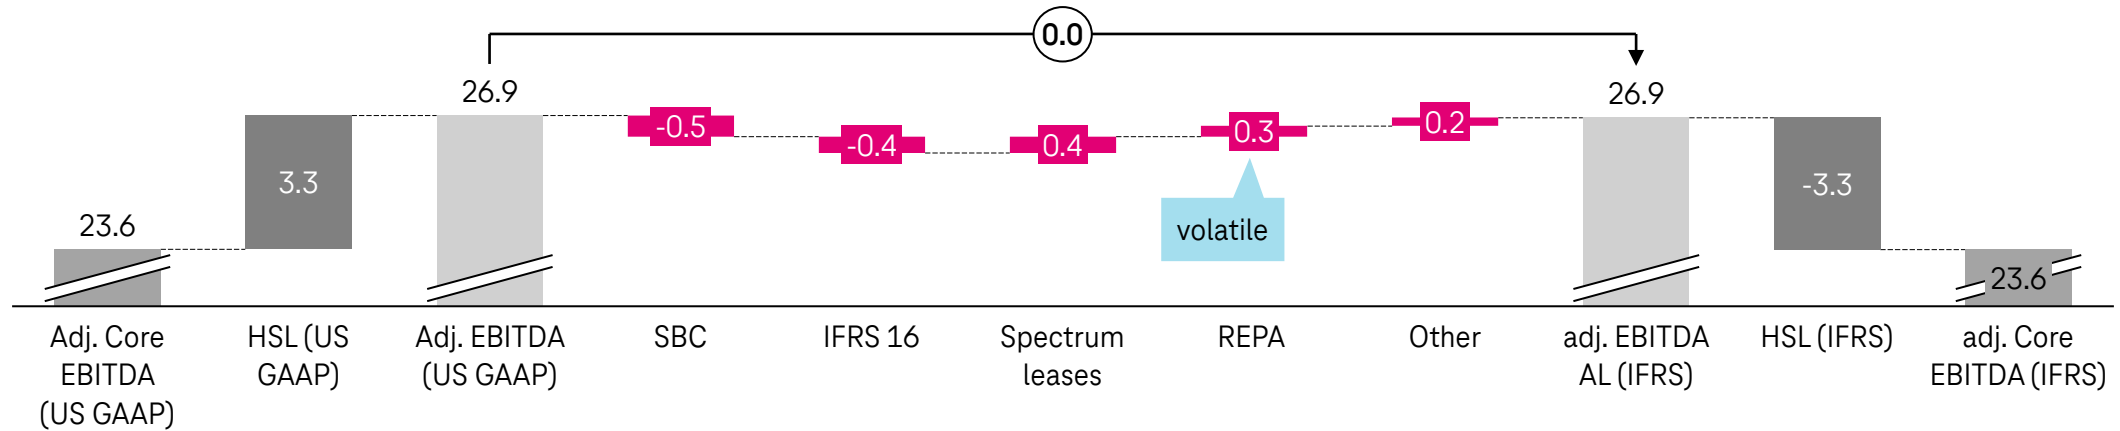 0.0
26.9
26.9
-0.5
0.2
0.3
-0.4
0.4
3.3
-3.3
23.6
volatile
23.6
Adj. Core
EBITDA
(US GAAP)
HSL (US
GAAP)
Adj. EBITDA
(US GAAP)
SBC
IFRS 16
Spectrum
leases
REPA
Other
adj. EBITDA
AL (IFRS)
HSL (IFRS)
adj. Core
EBITDA (IFRS)